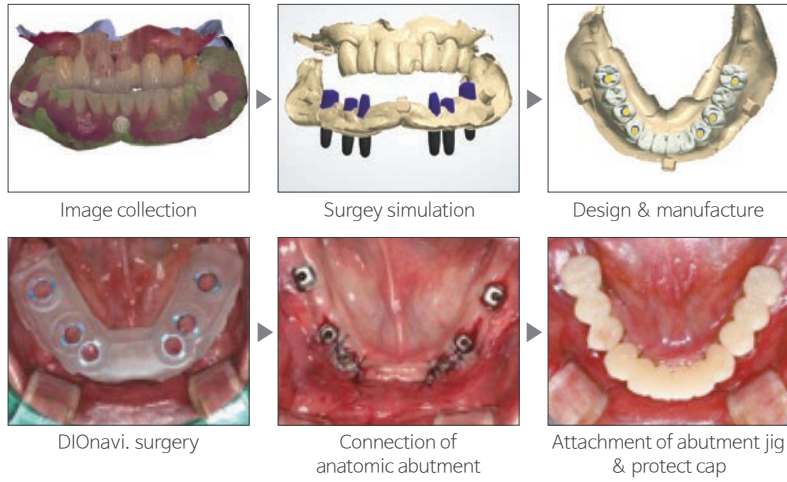 Image collection
Surgey simulation
Design & manufacture
DIOnavi. surgery
Connection of
anatomic abutment
Attachment of abutment jig
& protect cap